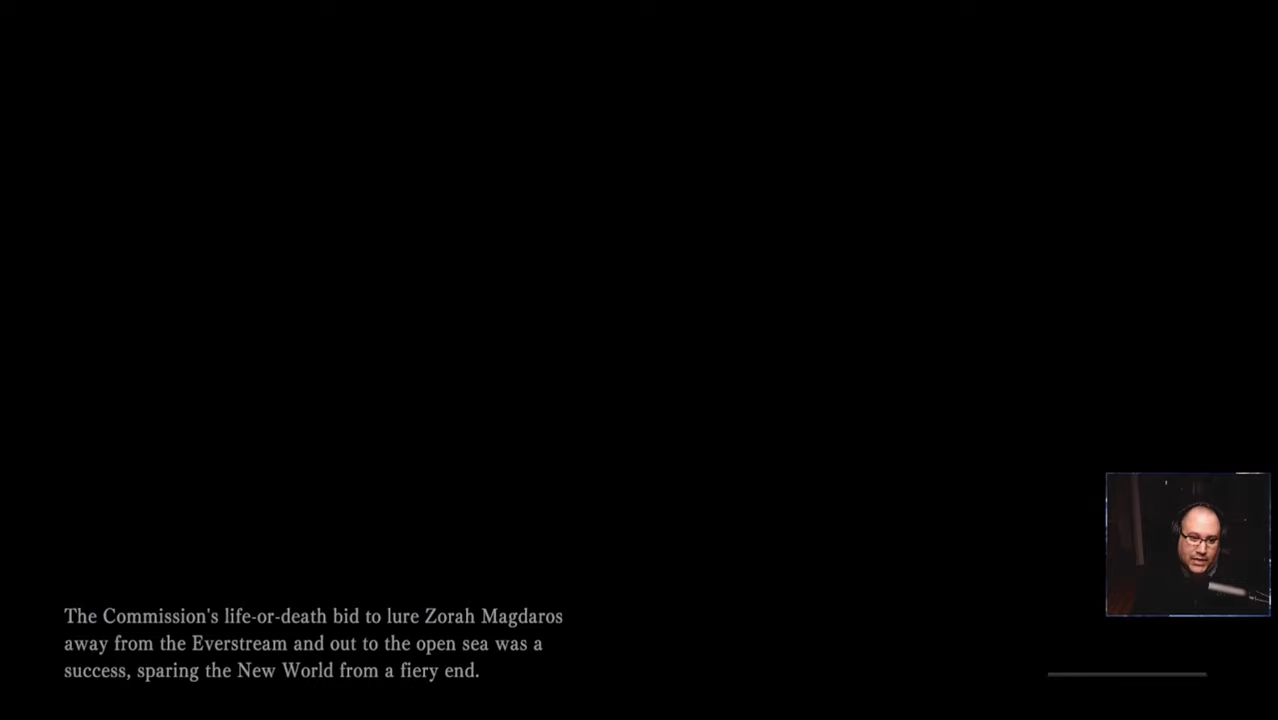 The Commission's life-or-death bid to lure Zorah Magdaros
away from the Everstream and out to the open sea was a
success, sparing the New World from a fiery end.